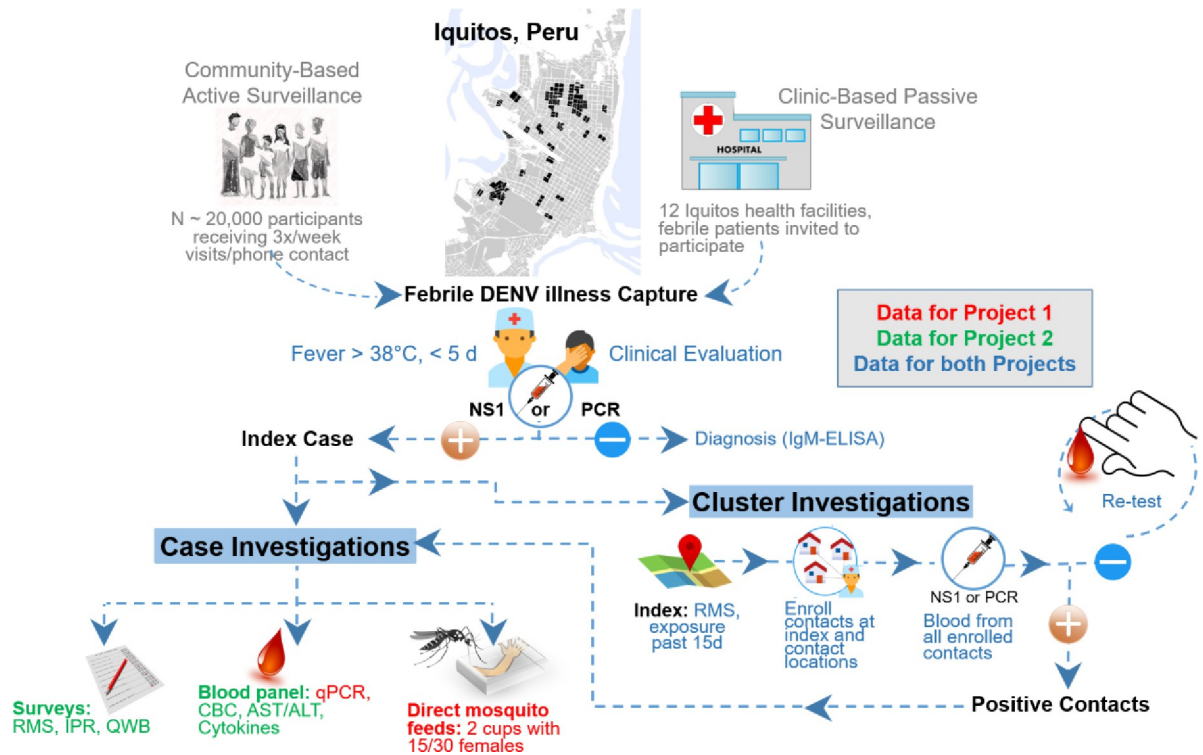 Iquitos, Peru
Community-Based
Active Surveillance
N ~ 20,000 participants
receiving 3x/week
visits/phone contact
HOSPITAL
Clinic-Based Passive
Surveillance
12 Iquitos health facilities,
febrile patients invited to
participate
Febrile DENV illness Capture
Fever > 38°C, < 5 d
Clinical Evaluation
NS1 or PCR
Data for Project 1
Data for Project 2
Data for both Projects
Index Case
Diagnosis (IgM-ELISA)
Re-test
Cluster Investigations
Case Investigations
Index: RMS,
exposure
past 15d
Enroll
contacts at
index and
contact
locations
NS1 or PCR
Blood from
all enrolled
contacts
Positive Contacts
Surveys:
RMS, IPR, QWB
Blood panel: qPCR,
CBC, AST/ALT,
Cytokines
Direct mosquito
feeds: 2 cups with
15/30 females